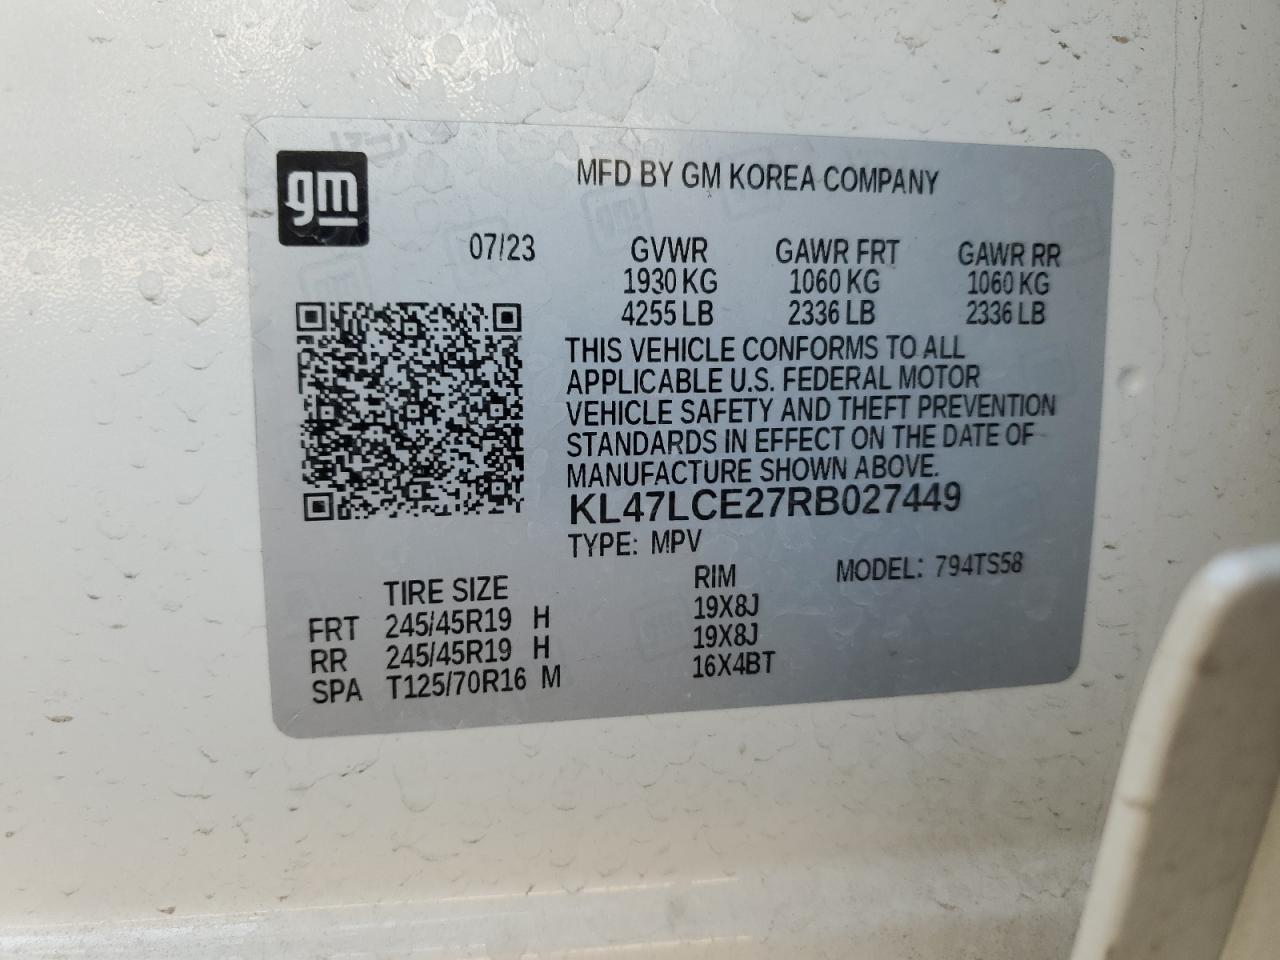 gm
MFD BY GM KOREA COMPANY
07/23 GVWR GAWR FRT GAWR RR
1930 KG 1060 KG 1060 KG
4255 LB 2336 LB 2336 LB
THIS VEHICLE CONFORMS TO ALL
APPLICABLE U.S. FEDERAL MOTOR
VEHICLE SAFETY AND THEFT PREVENTION
STANDARDS IN EFFECT ON THE DATE OF
MANUFACTURE SHOWN ABOVE.
KL47LCE27RB027449
TYPE: MPV
MODEL: 794TS58
TIRE SIZE RIM
FRT 245/45R19 H 19X8J
RR 245/45R19 H 19X8J
SPA T125/70R16 M 16X4BT